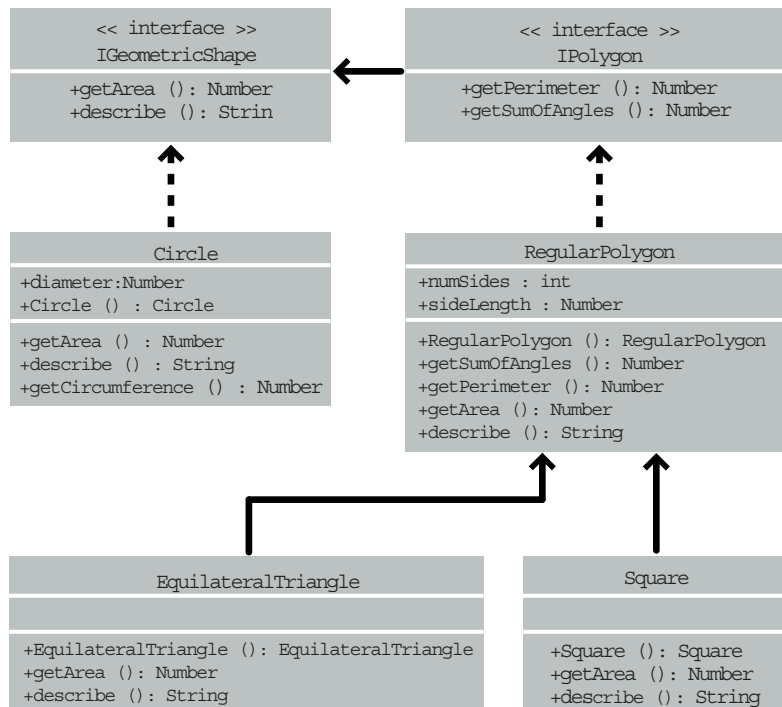 << interface >>
IGeometricShape
+getArea (): Number
+describe (): Strin
<< interface >>
IPolygon
+getPerimeter (): Number
+getSumOfAngles (): Number
Circle
+diameter:Number
+Circle () : Circle
+getArea () : Number
+describe () : String
+getCircumference () : Number
RegularPolygon
+numSides : int
+sideLength : Number
+RegularPolygon (): RegularPolygon
+getSumOfAngles (): Number
+getPerimeter (): Number
+getArea (): Number
+describe (): String
EquilateralTriangle
+EquilateralTriangle (): EquilateralTriangle
+getArea (): Number
+describe (): String
Square
+Square (): Square
+getArea (): Number
+describe (): String